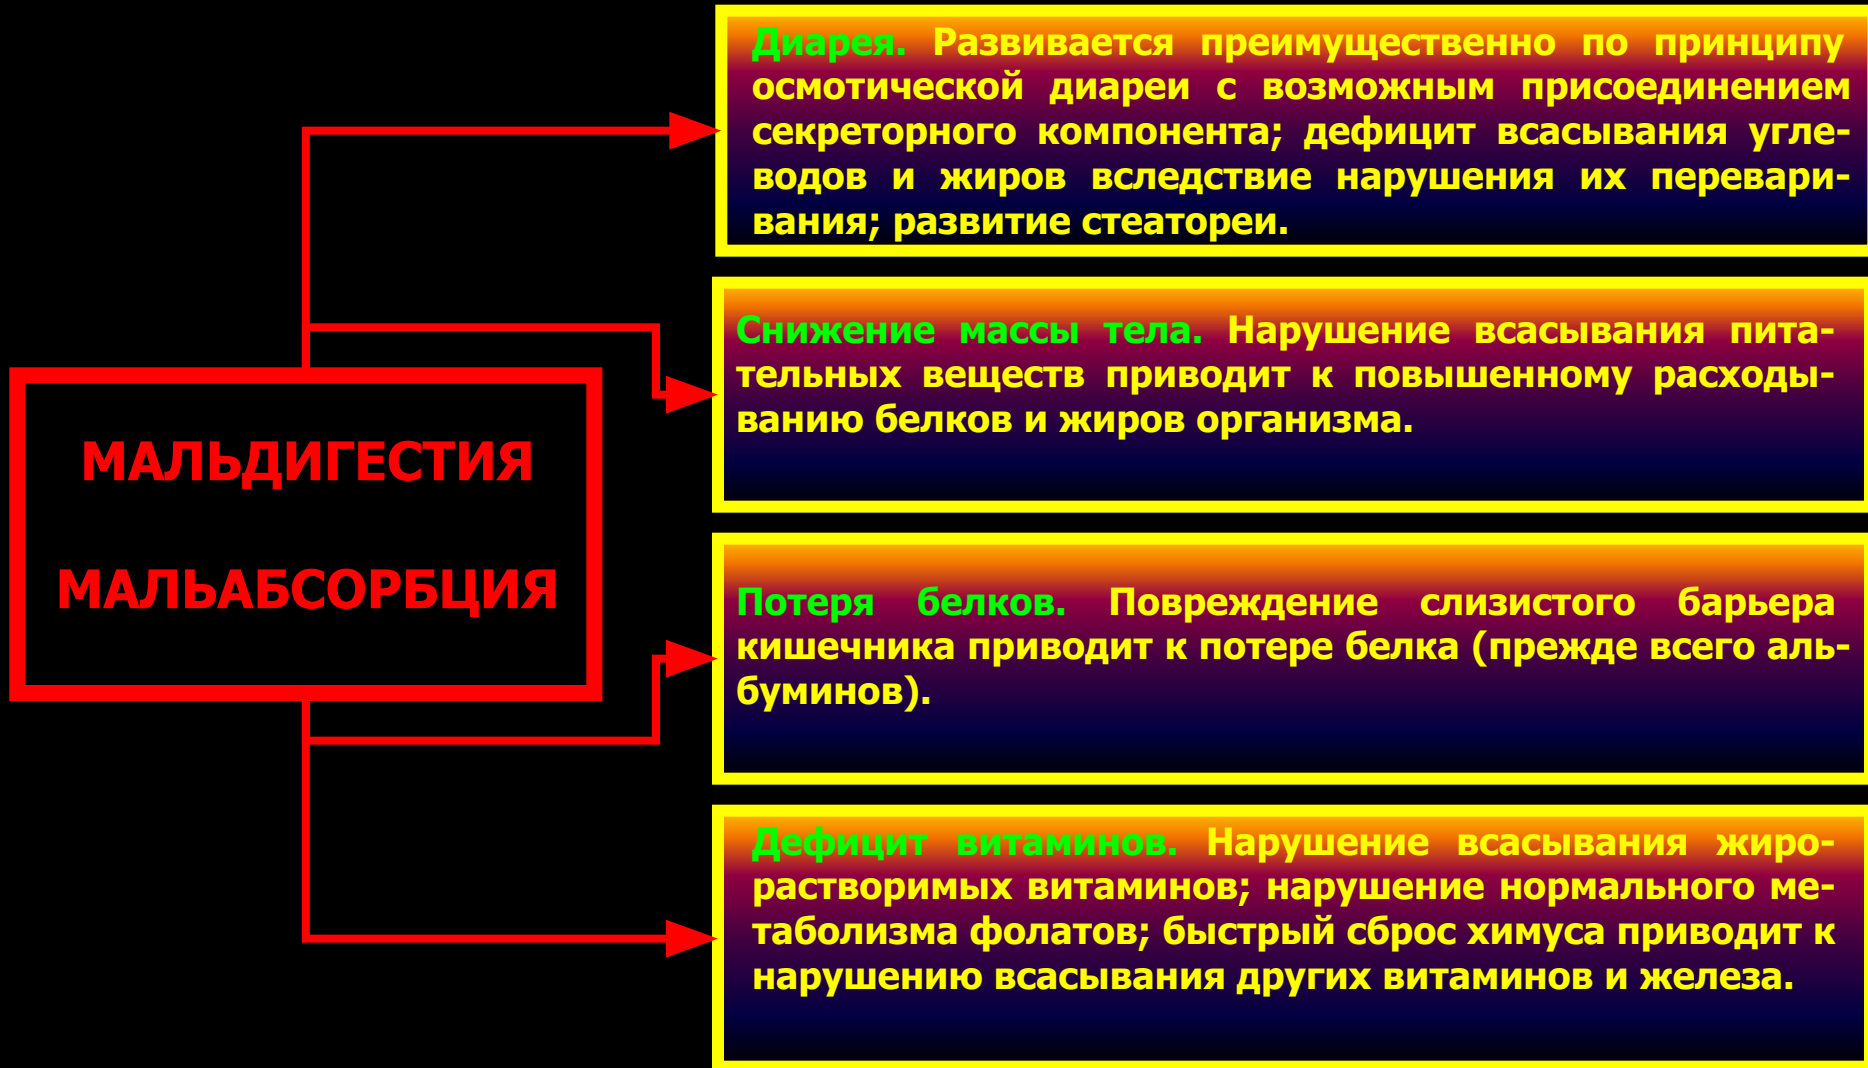 Диарея. Развивается преимущественно по принципу
осмотической диареи с возможным присоединением
секреторного компонента; дефицит всасывания угле-
водов и жиров вследствие нарушения их перевари-
вания; развитие стеатореи.
Снижение массы тела. Нарушение всасывания пита-
тельных веществ приводит к повышенному расходы-
ванию белков и жиров организма.
МАЛЬДИГЕСТИЯ
МАЛЬАБСОРБЦИЯ
Потеря белков. Повреждение слизистого барьера
кишечника приводит к потере белка (прежде всего аль-
буминов).
Дефицит витаминов. Нарушение всасывания жиро-
растворимых витаминов; нарушение нормального ме-
таболизма фолатов; быстрый сброс химуса приводит к
нарушению всасывания других витаминов и железа.